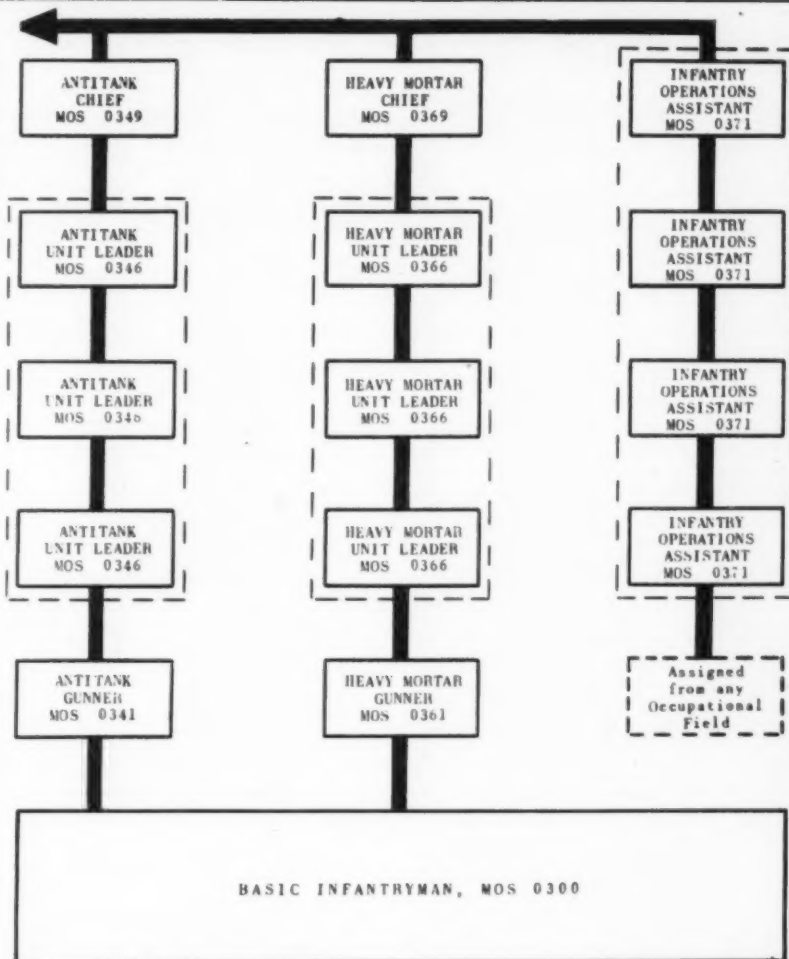 ANTITANK
CHIEF
MOS 0349
HEAVY MORTAR
CHIEF
MOS 0369
INFANTRY
OPERATIONS
ASSISTANT
MOS 0371
ANTITANK
UNIT LEADER
MOS 0346
HEAVY MORTAR
UNIT LEADER
MOS 0366
INFANTRY
OPERATIONS
ASSISTANT
MOS 0371
ANTITANK
UNIT LEADER
MOS 0346
HEAVY MORTAR
UNIT LEADER
MOS 0366
INFANTRY
OPERATIONS
ASSISTANT
MOS 0371
ANTITANK
UNIT LEADER
MOS 0346
HEAVY MORTAR
UNIT LEADER
MOS 0366
INFANTRY
OPERATIONS
ASSISTANT
MOS 0371
ANTITANK
GUNNER
MOS 0341
HEAVY MORTAR
GUNNER
MOS 0361
Assigned
from any
Occupational
Field
BASIC INFANTRYMAN, MOS 0300